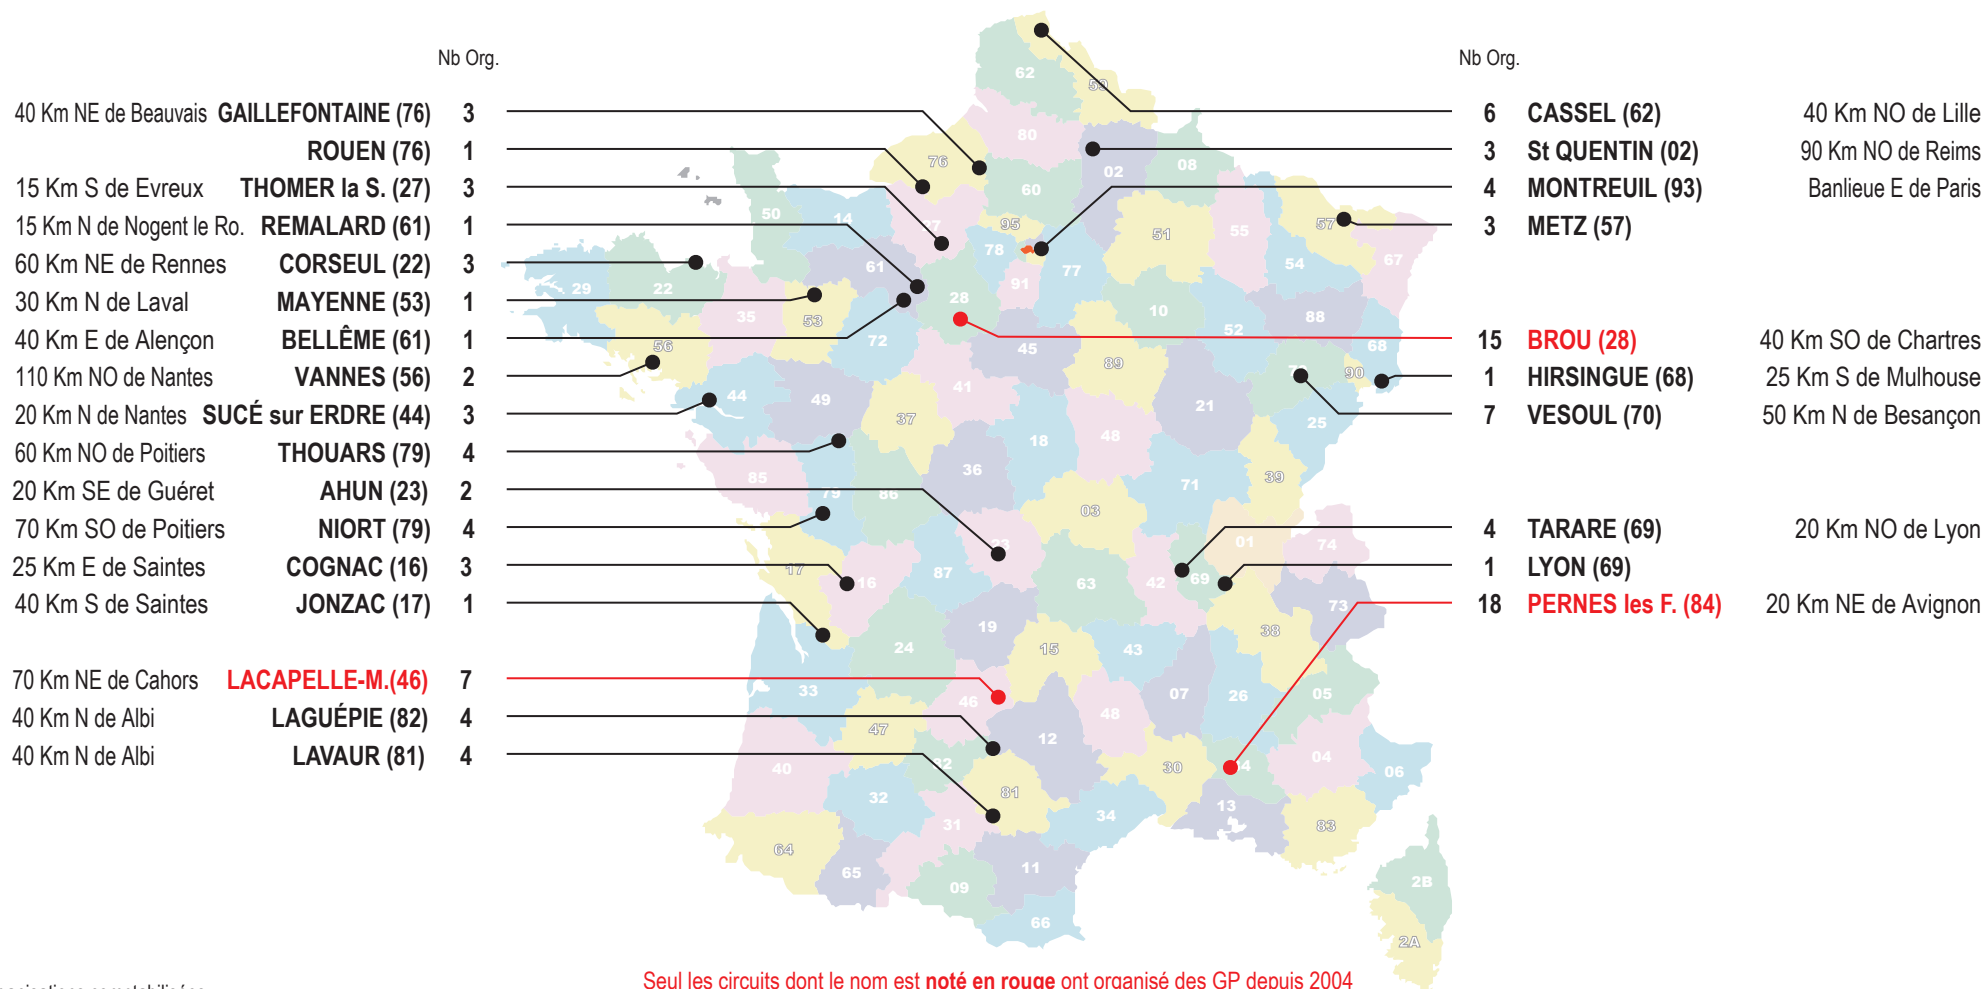 Nb Org.
40 Km NE de Beauvais GAILLEFONTAINE (76) 3
ROUEN (76) 1
15 Km S de Evreux THOMER la S. (27) 3
15 Km N de Nogent le Ro. REMALARD (61) 1
60 Km NE de Rennes CORSEUL (22) 3
30 Km N de Laval MAYENNE (53) 1
40 Km E de Alençon BELLÊME (61) 1
110 Km NO de Nantes VANNES (56) 2
20 Km N de Nantes SUCÉ sur ERDRE (44) 3
60 Km NO de Poitiers THOUARS (79) 4
20 Km SE de Guéret AHUN (23) 2
70 Km SO de Poitiers NIORT (79) 4
25 Km E de Saintes COGNAC (16) 3
40 Km S de Saintes JONZAC (17) 1
70 Km NE de Cahors LACAPELLE-M.(46) 7
40 Km N de Albi LAGUÉPIE (82) 4
40 Km N de Albi LAVAUR (81) 4
62
59
80
76
02
08
60
50
14
95
57
51
55
78
61
77
54
67
29
22
91
28
35
53
10
52
88
56
72
45
68
89
90
41
44
49
21
37
25
18
48
36
39
85
71
79
86
03
01
74
23
17
16
87
63
42
69
73
38
19
24
15
43
33
46
07
26
05
48
47
12
04
40
30
06
81
32
13
34
31
83
64
11
65
09
2B
66
2A
Nb Org.
6 CASSEL (62) 40 Km NO de Lille
3 St QUENTIN (02) 90 Km NO de Reims
4 MONTREUIL (93) Banlieue E de Paris
3 METZ (57)
15 BROU (28) 40 Km SO de Chartres
1 HIRSINGUE (68) 25 Km S de Mulhouse
7 VESOUL (70) 50 Km N de Besançon
4 TARARE (69) 20 Km NO de Lyon
1 LYON (69)
18 PERNES les F. (84) 20 Km NE de Avignon
Seul les circuits dont le nom est noté en rouge ont organisé des GP depuis 2004